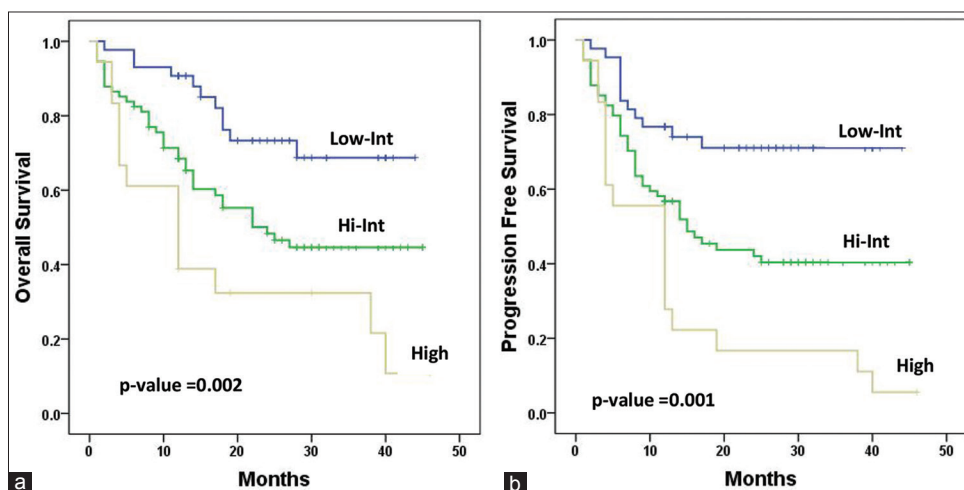 1.0
0.8
0.6
0.4
0.2
0.0
Overall Survival
Low-Int
Hi-Int
High
p-value =0.002
0 10 20 30 40 50
Months
a
1.0
0.8
0.6
0.4
0.2
0.0
Progression Free Survival
Low-Int
Hi-Int
High
p-value =0.001
0 10 20 30 40 50
Months
b